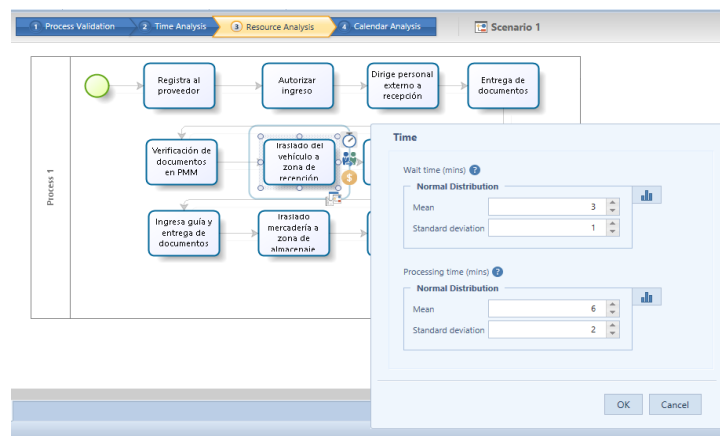 1 Process Validation 2 Time Analysis 3 Resource Analysis 4 Calendar Analysis Scenario 1
Registra al
proveedor
Autorizar
ingreso
Dirige personal
externo a
recepción
Entrega de
documentos
Process 1
Verificación de
documentos
en PMM
Traslado del
vehículo a
zona de
recepción
Ingresa guía y
entrega de
documentos
Traslado
mercadería a
zona de
almacenaje
Time
Wait time (mins) ?
Normal Distribution
Mean 3
Standard deviation 1
Processing time (mins) ?
Normal Distribution
Mean 6
Standard deviation 2
OK Cancel